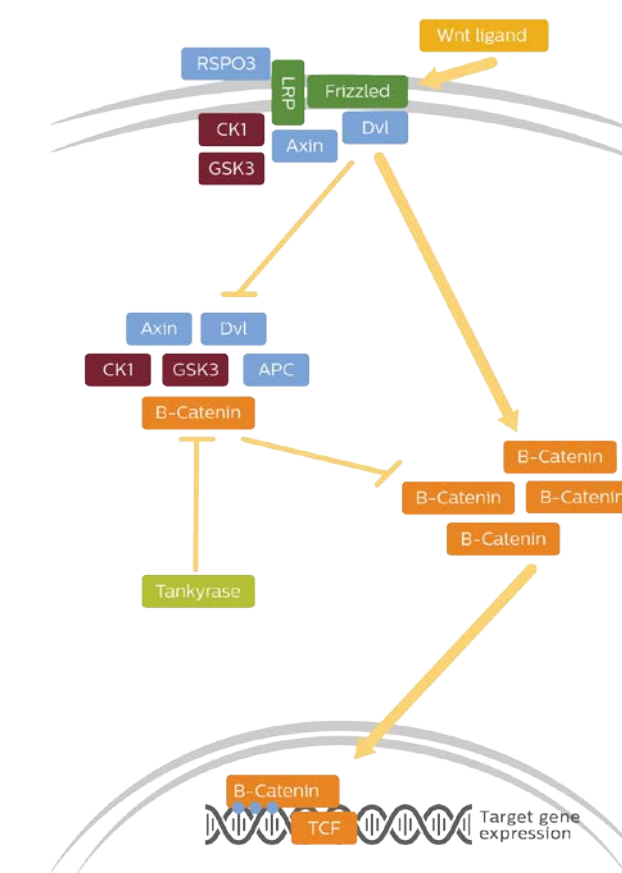 Wnt ligand
RSPO3
LRP
Frizzled
CK1
Dvl
Axin
GSK3
Axin
Dvl
CK1
GSK3
APC
B-Catenin
B-Catenin
B-Catenin
B-Catenin
B-Catenin
Tankyrase
B-Catenin
TCF
Target gene
expression